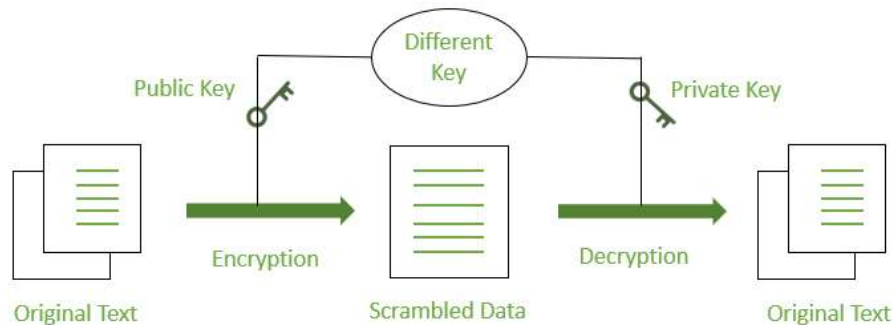 Different
Key
Public Key
Private Key
Encryption
Decryption
Original Text
Scrambled Data
Original Text